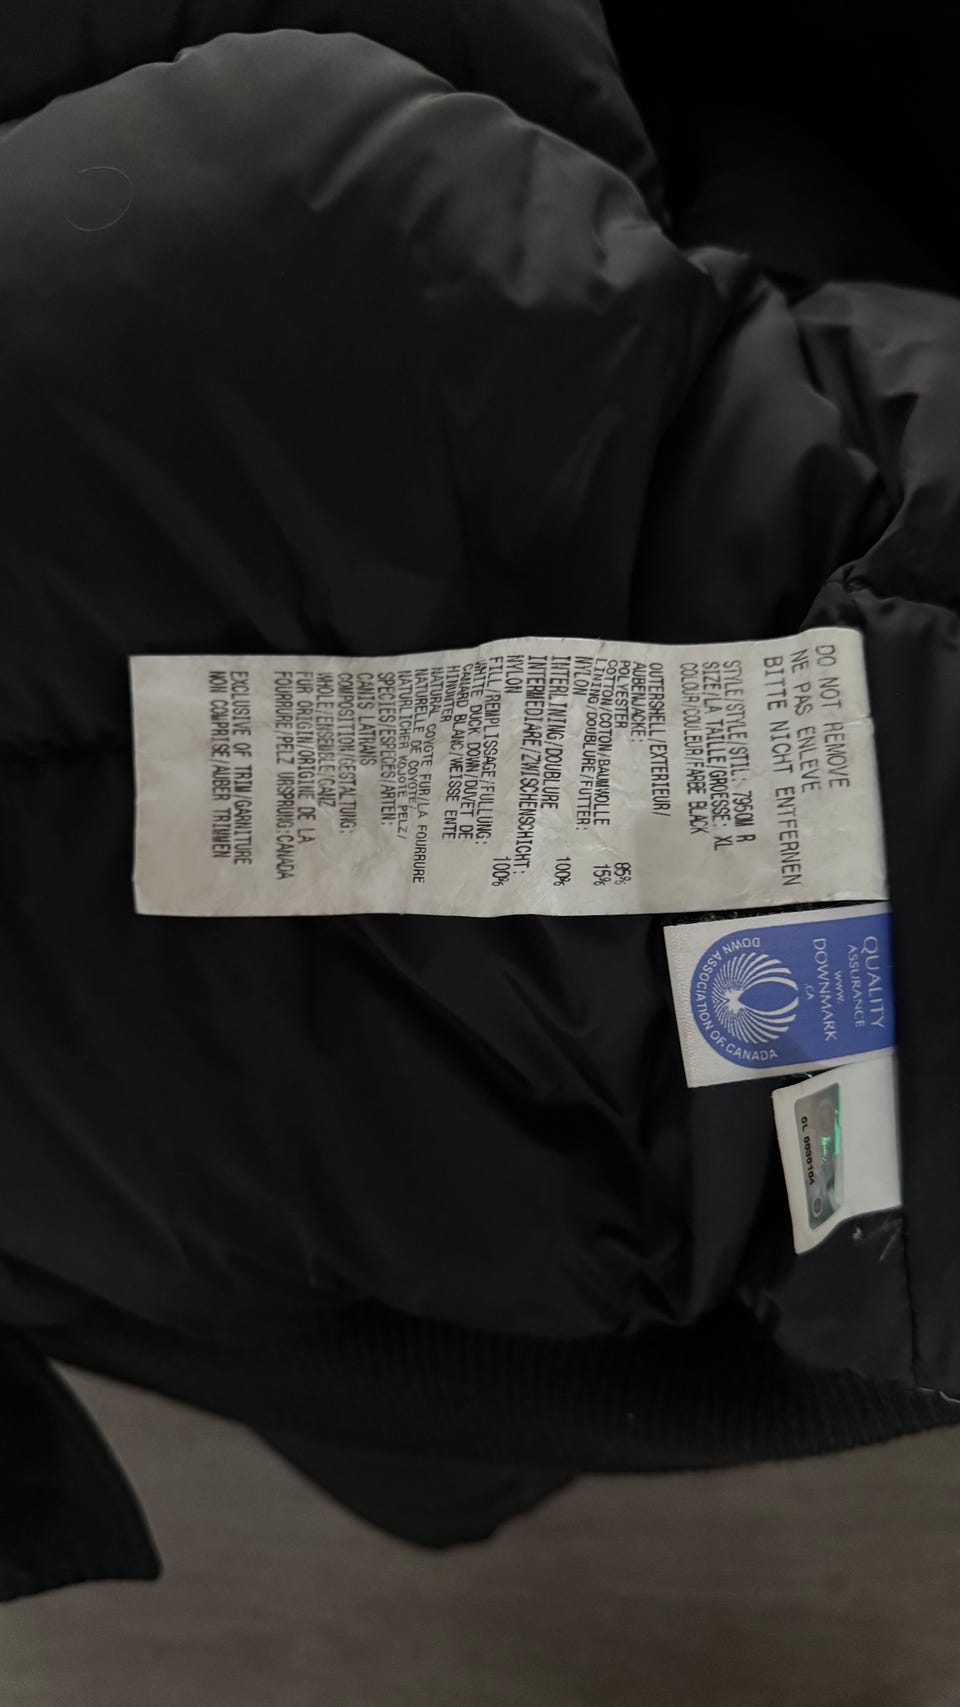 DO NOT REMOVE
NE PAS ENLEVE
BITTE NICHT ENTFERNEN
STYLE/STYLE/STIL: 7950M R
SIZE/LA TAILLE/GROESSE: XL
COLOUR/COULEUR/FARBE BLACK
OUTERSHELL/EXTERIEUR/
AUBENJACKE:
POLYESTER 85%
COTTON/COTON/BAUMWOLLE 15%
LINING/DOUBLURE/FUTTER:
NYLON 100%
INTERLINING/DOUBLURE
INTERMEDIARE/ZWISCHENSCHICHT:
NYLON 100%
FILL/REMPLISSAGE/FULLUNG:
WHITE DUCK DOWN/DUVET DE
CANARD BLANC/WEISSE ENTE
HINUNTER
NATURAL COYOTE FUR/LA FOURRURE
NATURELLE DE COYOTE/
NATURLICHER KOJOTE PELZ/
SPECIES/ESPECES/ARTEN:
CANIS LATRANS
COMPOSITION/GESTALTUNG:
WHOLE/ENSEMBLE/GANZ
FUR ORIGIN/ORIGINE DE LA
FOURRURE/PELZ URSPRUNG:CANADA
EXCLUSIVE OF TRIM/GARNITURE
NON COMPRISE/AUBER TRIMMEN
QUALITY
ASSURANCE
www.
DOWNMARK
.CA
DOWN ASSOCIATION OF CANADA
GL 0030104